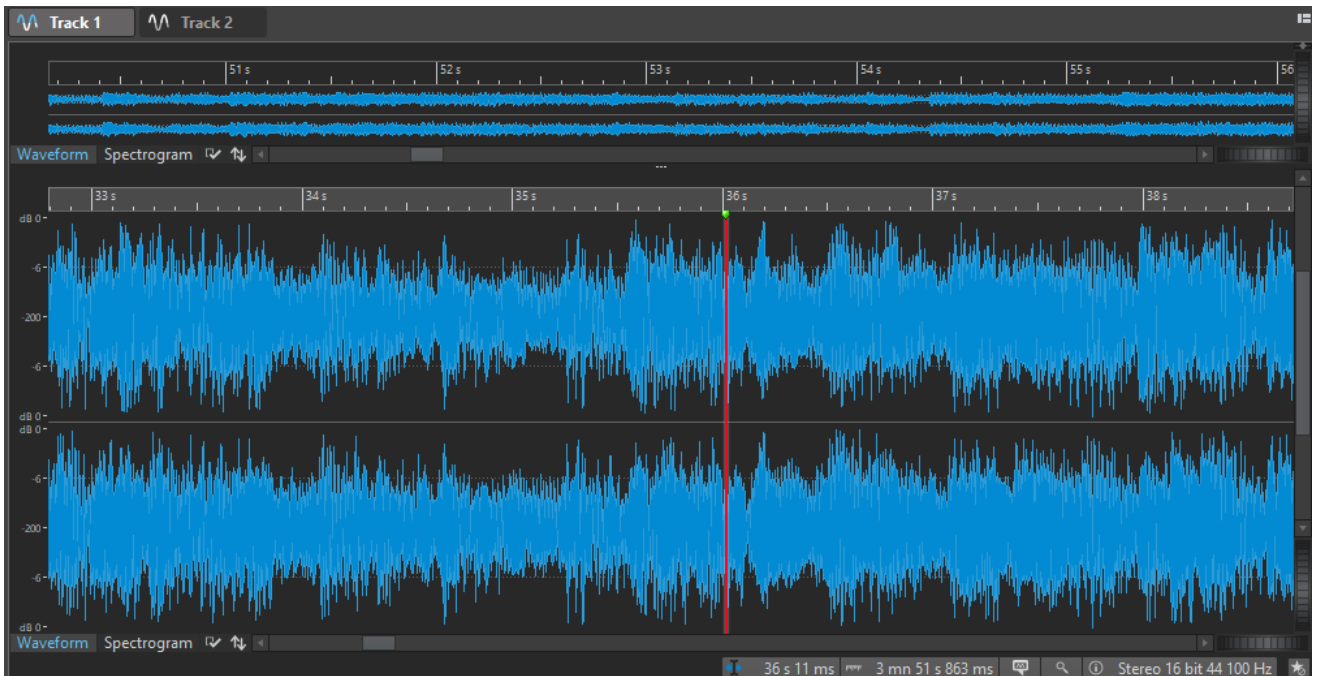 Track 1 Track 2
51 s 52 s 53 s 54 s 55 s 56
Waveform Spectrogram
33 s 34 s 35 s 36 s 37 s 38 s
dB 0-
-6-
-200-
-6-
dB 0-
dB 0-
-6-
-200-
-6-
dB 0-
Waveform Spectrogram
36 s 11 ms 3 mn 51 s 863 ms Stereo 16 bit 44 100 Hz